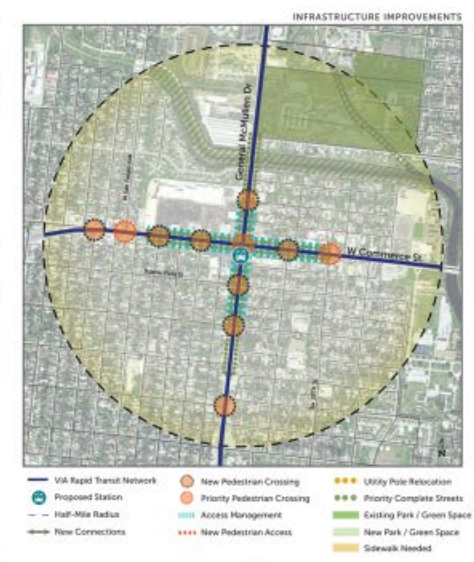 INFRASTRUCTURE IMPROVEMENTS
General McMullen Dr
W Commerce St
N
VIA Rapid Transit Network
Proposed Station
Half-Mile Radius
New Connections
New Pedestrian Crossing
Priority Pedestrian Crossing
Access Management
New Pedestrian Access
Utility Pole Relocation
Priority Complete Streets
Existing Park / Green Space
New Park / Green Space
Sidewalk Needed